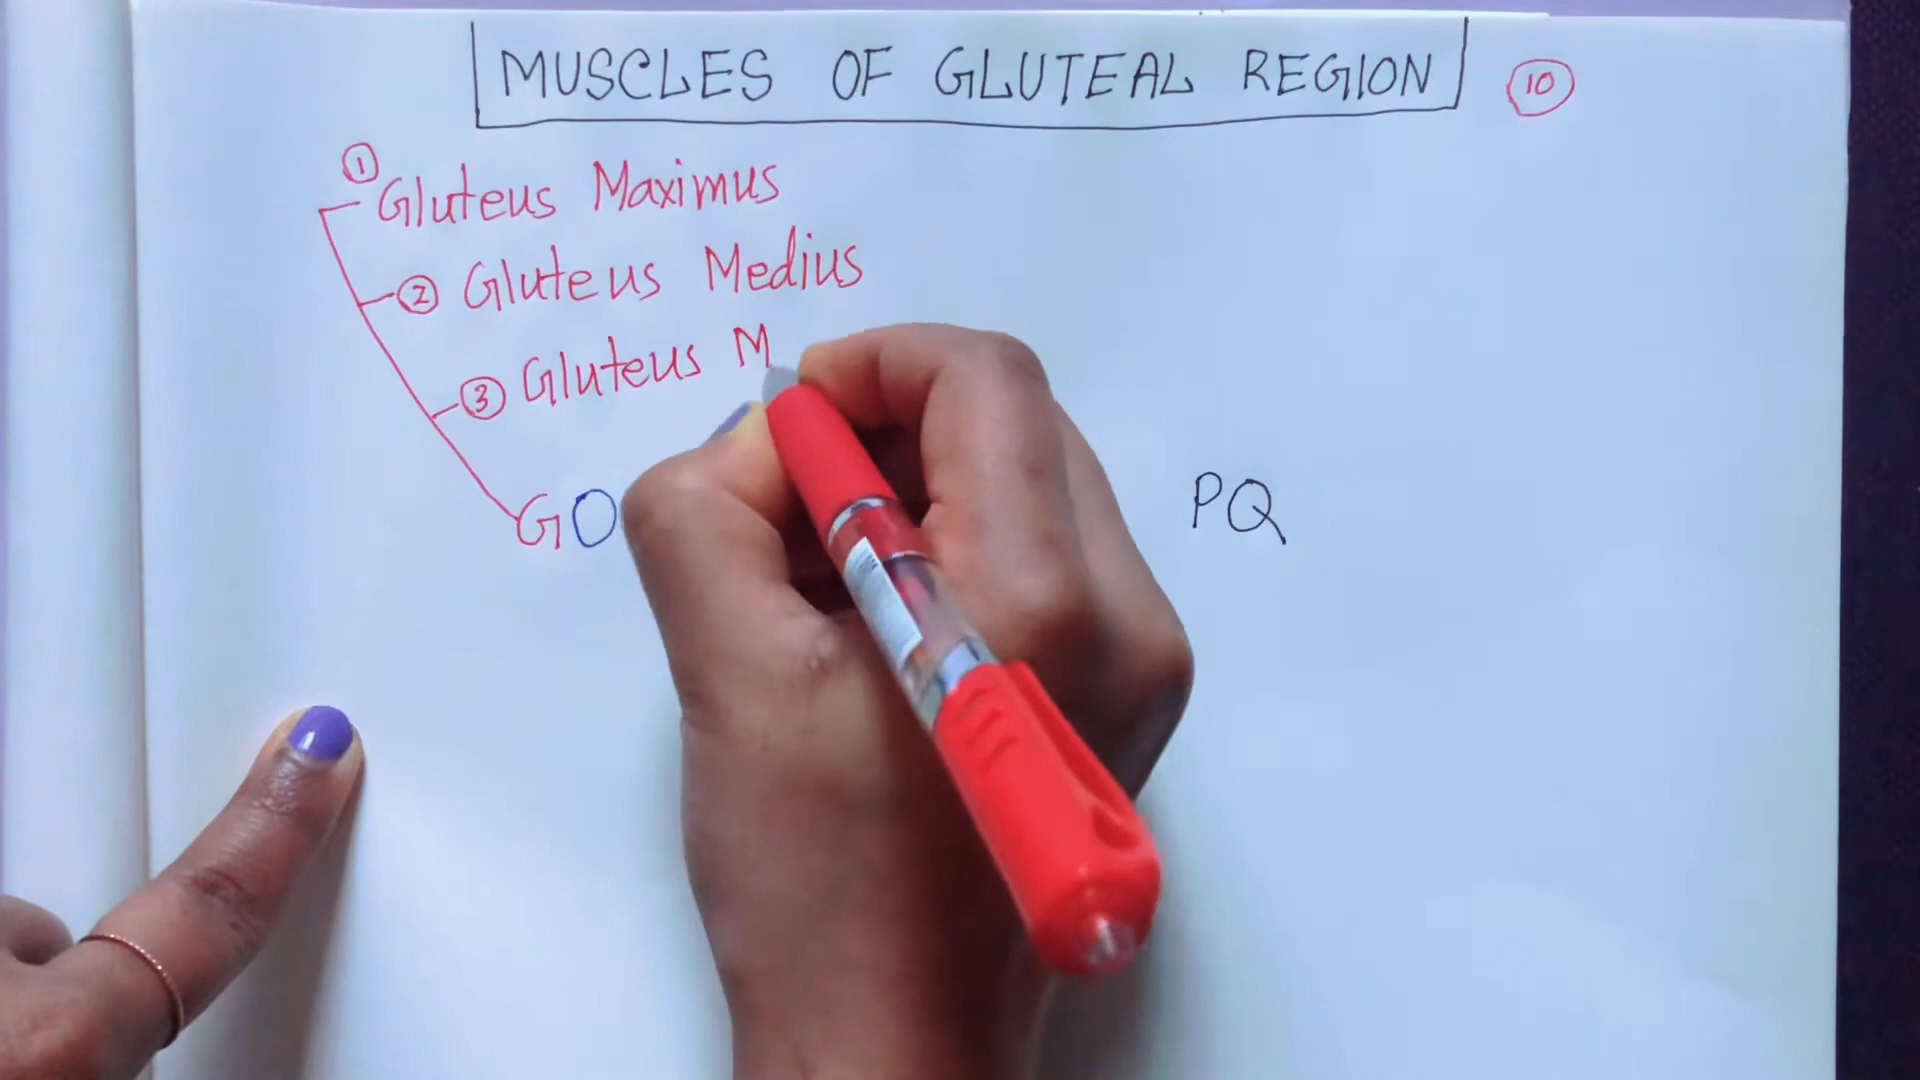 MUSCLES OF GLUTEAL REGION 10
1 Gluteus Maximus
2 Gluteus Medius
3 Gluteus M
GO PQ